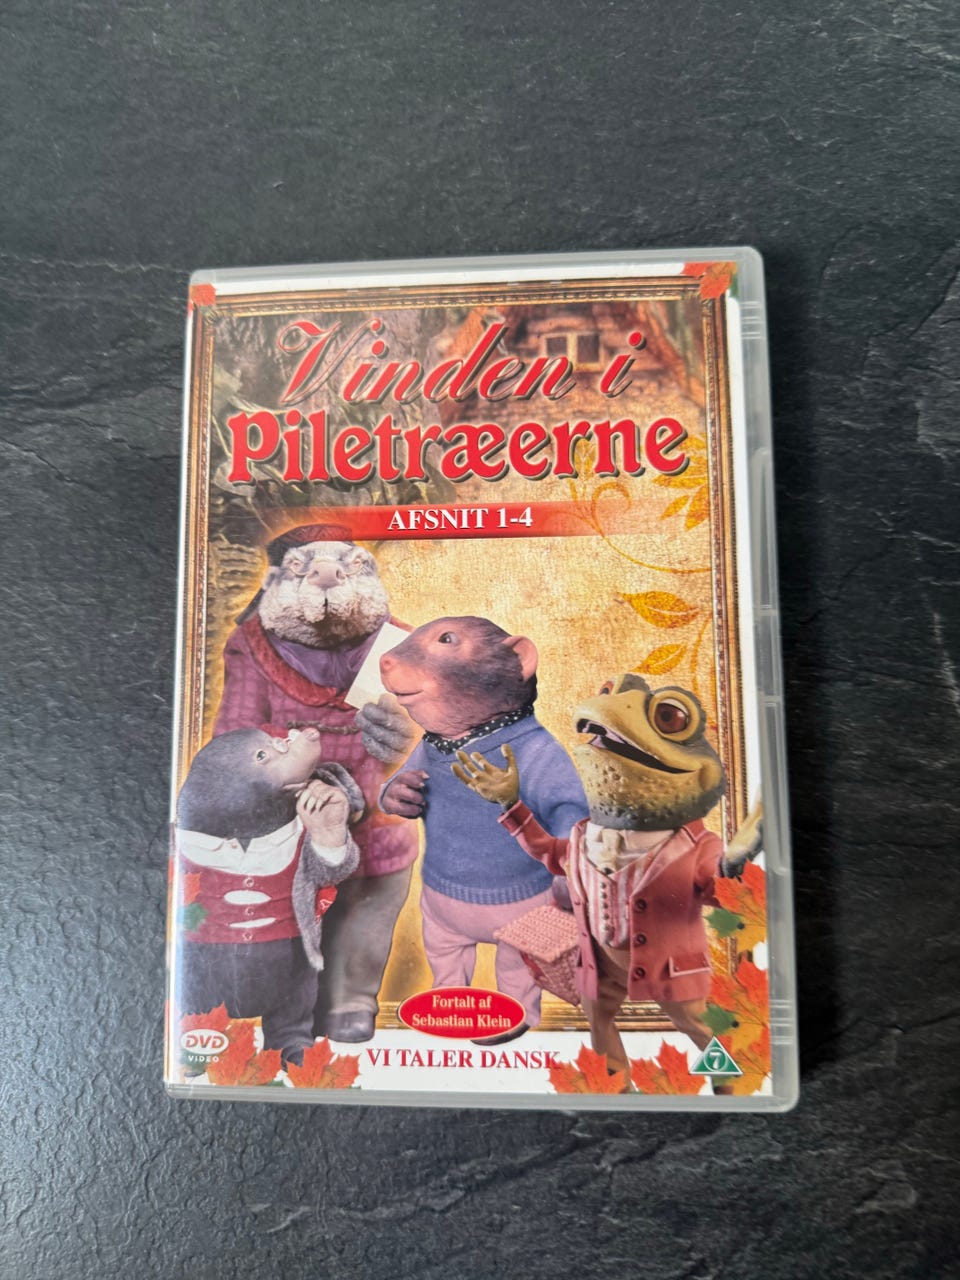 Vinden i
Piletræerne
AFSNIT 1-4
Fortalt af
Sebastian Klein
DVD
VIDEO
VI TALER DANSK
7